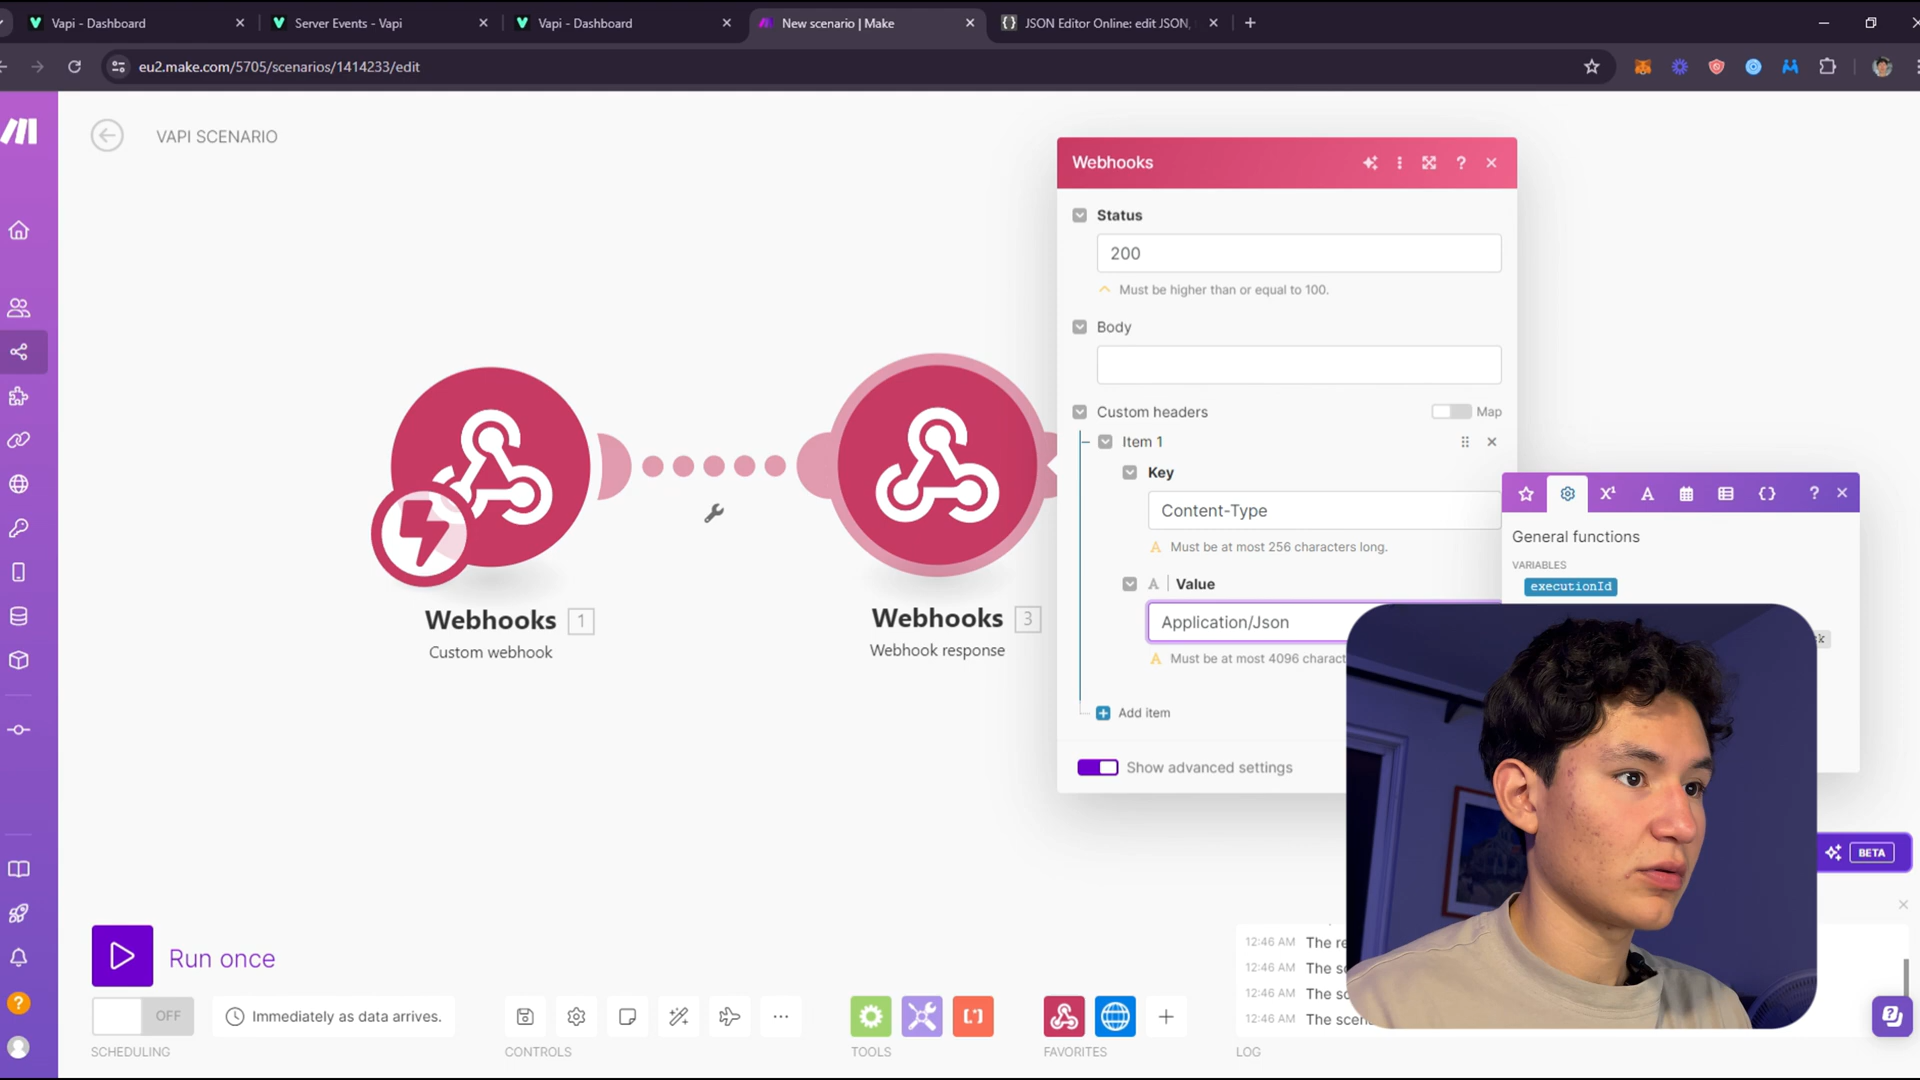 Vapi - Dashboard
Server Events - Vapi
Vapi - Dashboard
New scenario | Make
JSON Editor Online: edit JSON,
eu2.make.com/5705/scenarios/1414233/edit
VAPI SCENARIO
Webhooks
Status
200
Must be higher than or equal to 100.
Body
Custom headers
Map
Item 1
Key
Content-Type
Must be at most 256 characters long.
A
Value
Application/Json
Must be at most 4096
Add item
Show advanced settings
General functions
VARIABLES
executionId
Webhooks 1
Custom webhook
Webhooks 3
Webhook response
BETA
Run once
OFF
Immediately as data arrives.
SCHEDULING
CONTROLS
TOOLS
FAVORITES
LOG
12:46 AM The
12:46 AM The
12:46 AM The
12:46 AM The